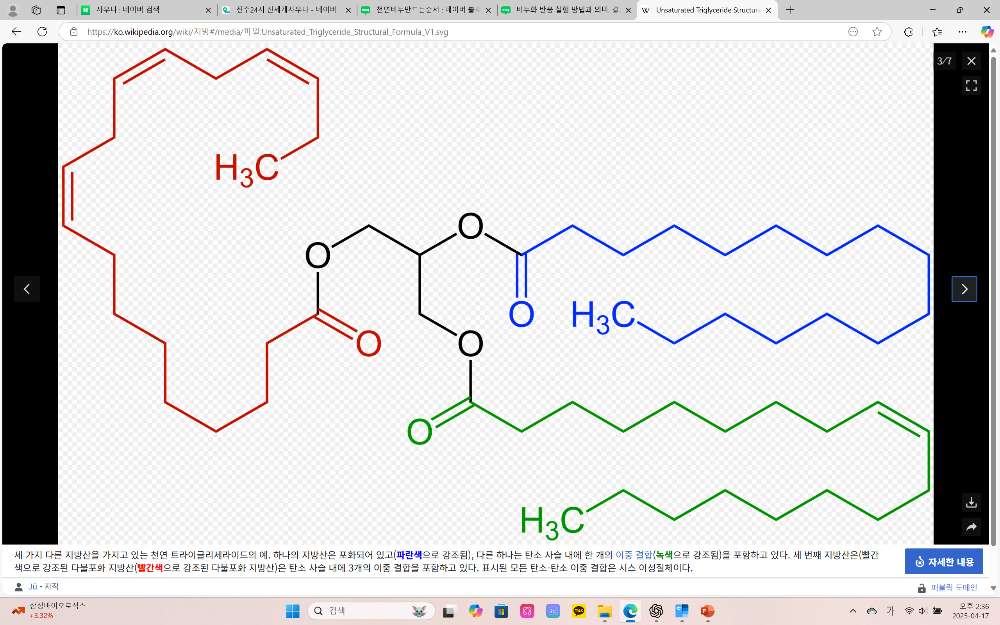 사우나 : 네이버 검색
진주24시 신세계사우나 - 네이버
천연비누만드는순서 : 네이버 블로
비누화 반응 실험 방법과 의미, 결
Unsaturated Triglyceride Structura
https://ko.wikipedia.org/wiki/지방#/media/파일:Unsaturated_Triglyceride_Structural_Formula_V1.svg
3/7
H3C
O
O
O
H3C
O
O
O
H3C
세 가지 다른 지방산을 가지고 있는 천연 트라이글리세라이드의 예. 하나의 지방산은 포화되어 있고(파란색으로 강조됨), 다른 하나는 탄소 사슬 내에 한 개의 이중 결합(녹색으로 강조됨)을 포함하고 있다. 세 번째 지방산은(빨간
색으로 강조된 다불포화 지방산(빨간색으로 강조된 다불포화 지방산)은 탄소 사슬 내에 3개의 이중 결합을 포함하고 있다. 표시된 모든 탄소-탄소 이중 결합은 시스 이성질체이다.
자세한 내용
Jü - 자작
퍼블릭 도메인
삼성바이오로직스
+3.32%
검색
TALK
가
오후 2:36
2025-04-17